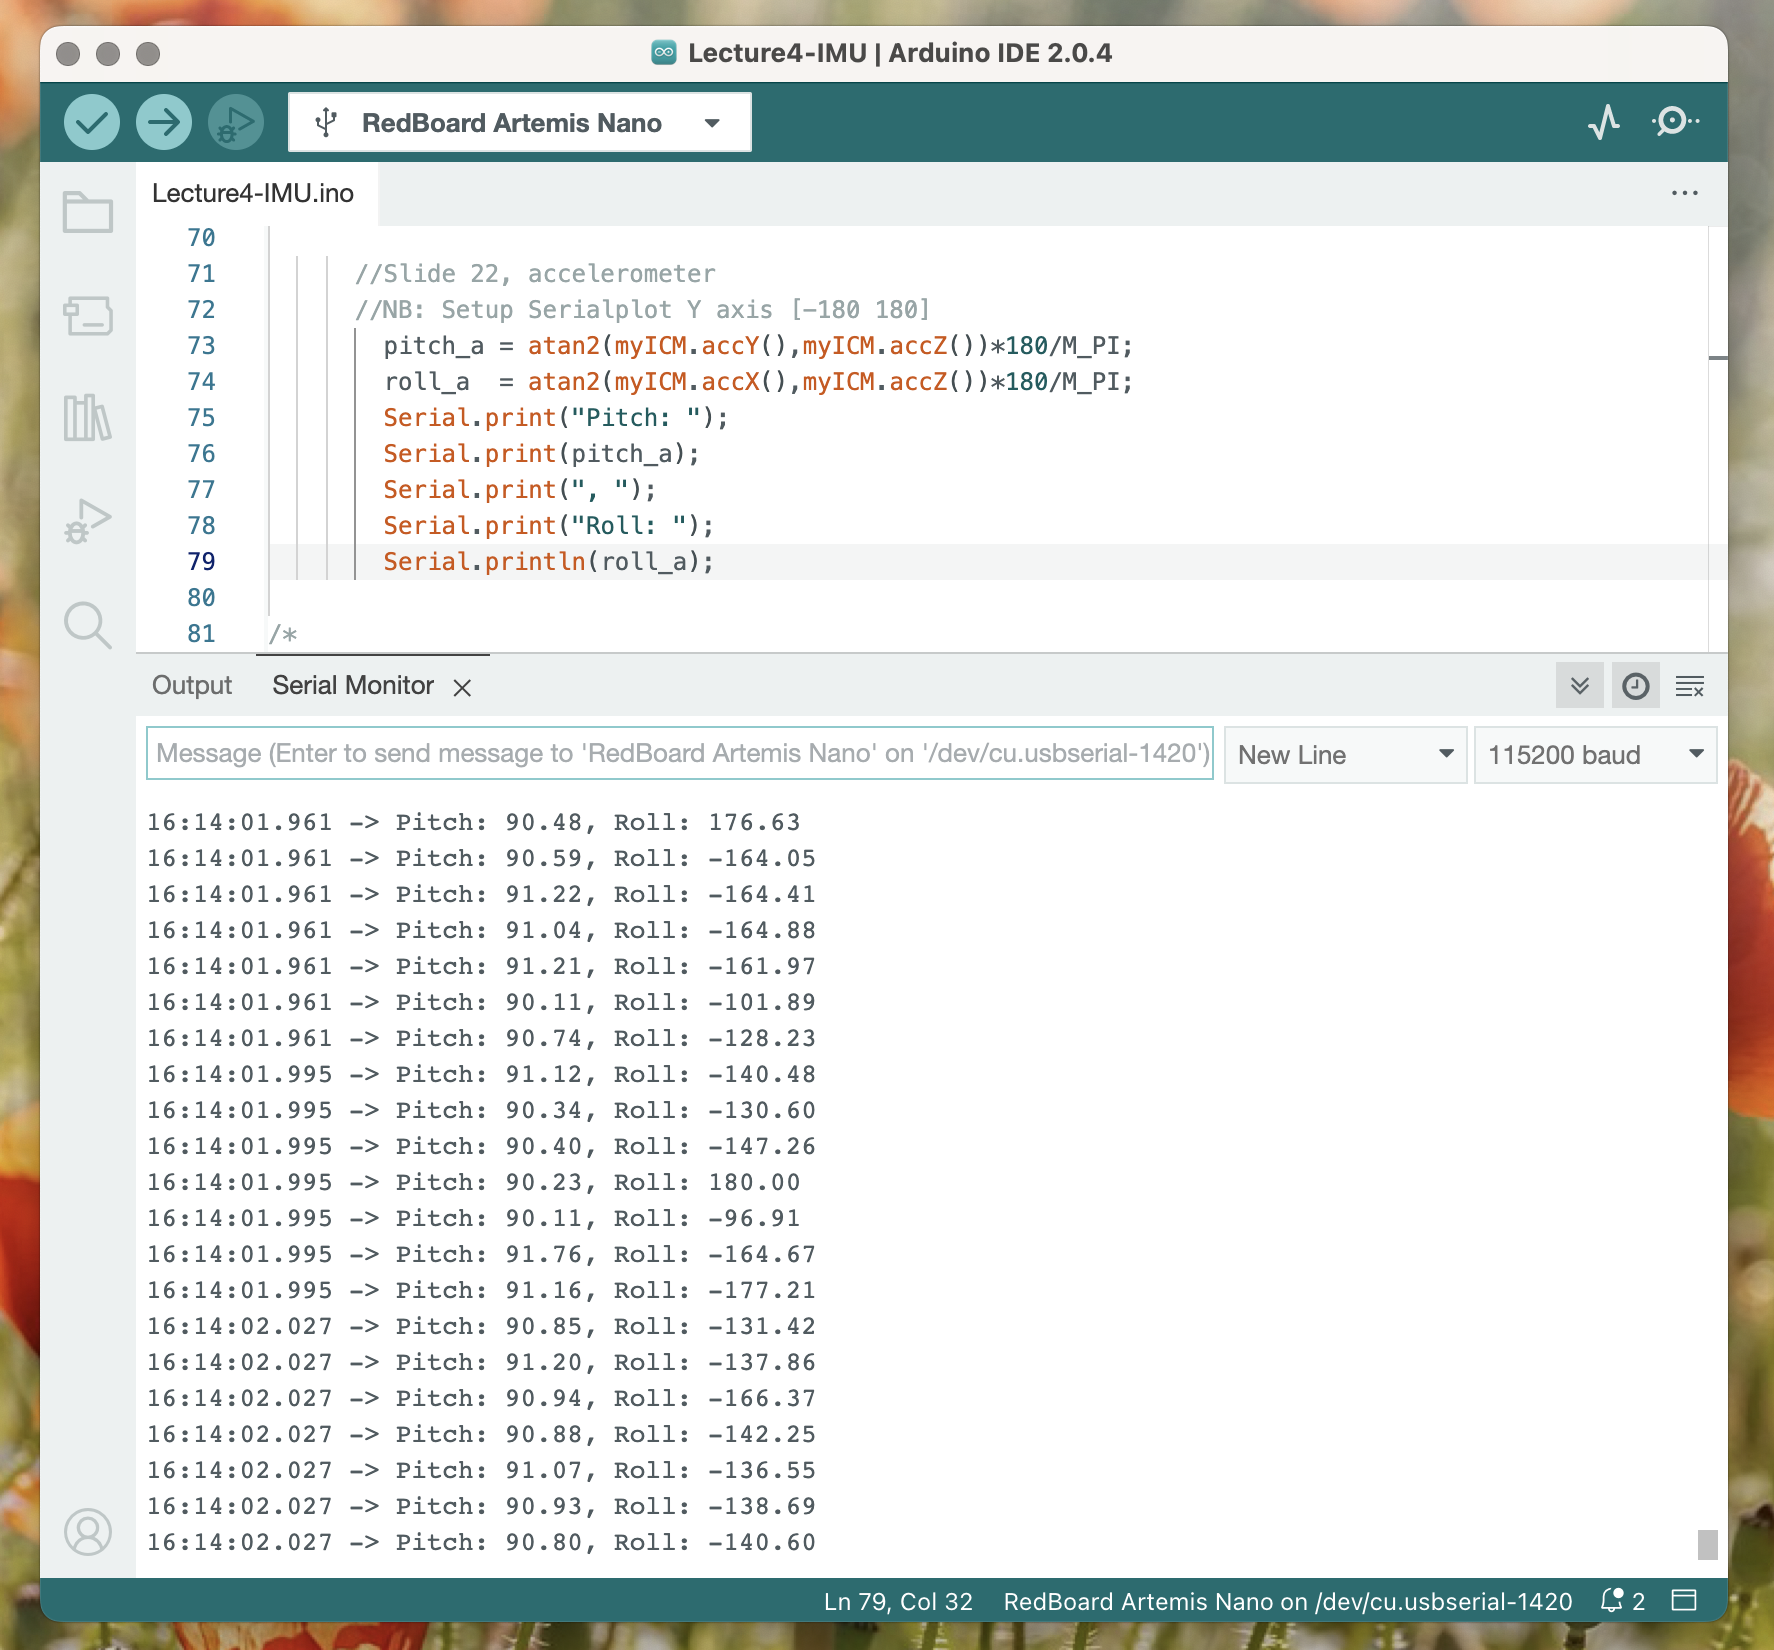 Lecture4-IMU | Arduino IDE 2.0.4
RedBoard Artemis Nano
Lecture4-IMU.ino
70
71 //Slide 22, accelerometer
72 //NB: Setup Serialplot Y axis [-180 180]
73 pitch_a = atan2(myICM.accY(),myICM.accZ())*180/M_PI;
74 roll_a  = atan2(myICM.accX(),myICM.accZ())*180/M_PI;
75 Serial.print("Pitch: ");
76 Serial.print(pitch_a);
77 Serial.print(", ");
78 Serial.print("Roll: ");
79 Serial.println(roll_a);
80
81 /*
Output Serial Monitor
Message (Enter to send message to 'RedBoard Artemis Nano' on '/dev/cu.usbserial-1420') New Line 115200 baud
16:14:01.961 -> Pitch: 90.48, Roll: 176.63
16:14:01.961 -> Pitch: 90.59, Roll: -164.05
16:14:01.961 -> Pitch: 91.22, Roll: -164.41
16:14:01.961 -> Pitch: 91.04, Roll: -164.88
16:14:01.961 -> Pitch: 91.21, Roll: -161.97
16:14:01.961 -> Pitch: 90.11, Roll: -101.89
16:14:01.961 -> Pitch: 90.74, Roll: -128.23
16:14:01.995 -> Pitch: 91.12, Roll: -140.48
16:14:01.995 -> Pitch: 90.34, Roll: -130.60
16:14:01.995 -> Pitch: 90.40, Roll: -147.26
16:14:01.995 -> Pitch: 90.23, Roll: 180.00
16:14:01.995 -> Pitch: 90.11, Roll: -96.91
16:14:01.995 -> Pitch: 91.76, Roll: -164.67
16:14:01.995 -> Pitch: 91.16, Roll: -177.21
16:14:02.027 -> Pitch: 90.85, Roll: -131.42
16:14:02.027 -> Pitch: 91.20, Roll: -137.86
16:14:02.027 -> Pitch: 90.94, Roll: -166.37
16:14:02.027 -> Pitch: 90.88, Roll: -142.25
16:14:02.027 -> Pitch: 91.07, Roll: -136.55
16:14:02.027 -> Pitch: 90.93, Roll: -138.69
16:14:02.027 -> Pitch: 90.80, Roll: -140.60
Ln 79, Col 32 RedBoard Artemis Nano on /dev/cu.usbserial-1420 2